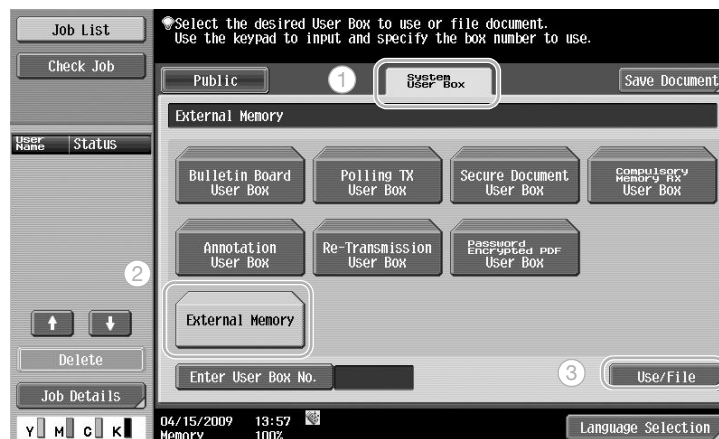 Job List
Check Job
User Name
Status
Select the desired User Box to use or file document.
Use the keypad to input and specify the box number to use.
Public
1
System User Box
Save Document
External Memory
Bulletin Board
User Box
Polling TX
User Box
Secure Document
User Box
Compulsory
Memory RX
User Box
Annotation
User Box
Re-Transmission
User Box
Password
Encrypted PDF
User Box
2
External Memory
Enter User Box No.
3
Use/File
Delete
Job Details
Y M C K
04/15/2009 13:57
Memory 100%
Language Selection